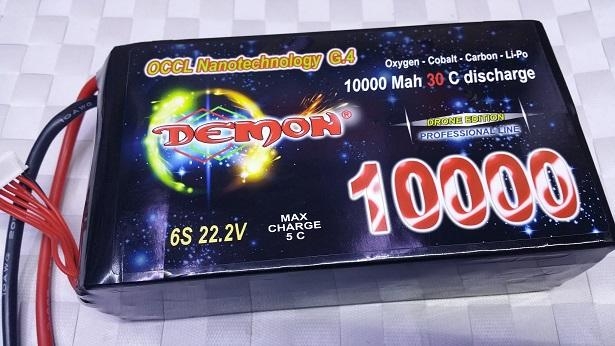 OCCL Nanotechnology G.4
Oxygen - Cobalt - Carbon - Li-Po
10000 Mah 30 C discharge
DEMON®
DRONE EDITION
PROFESSIONAL LINE
10000
6S 22.2V
MAX
CHARGE
5 C
10AWG